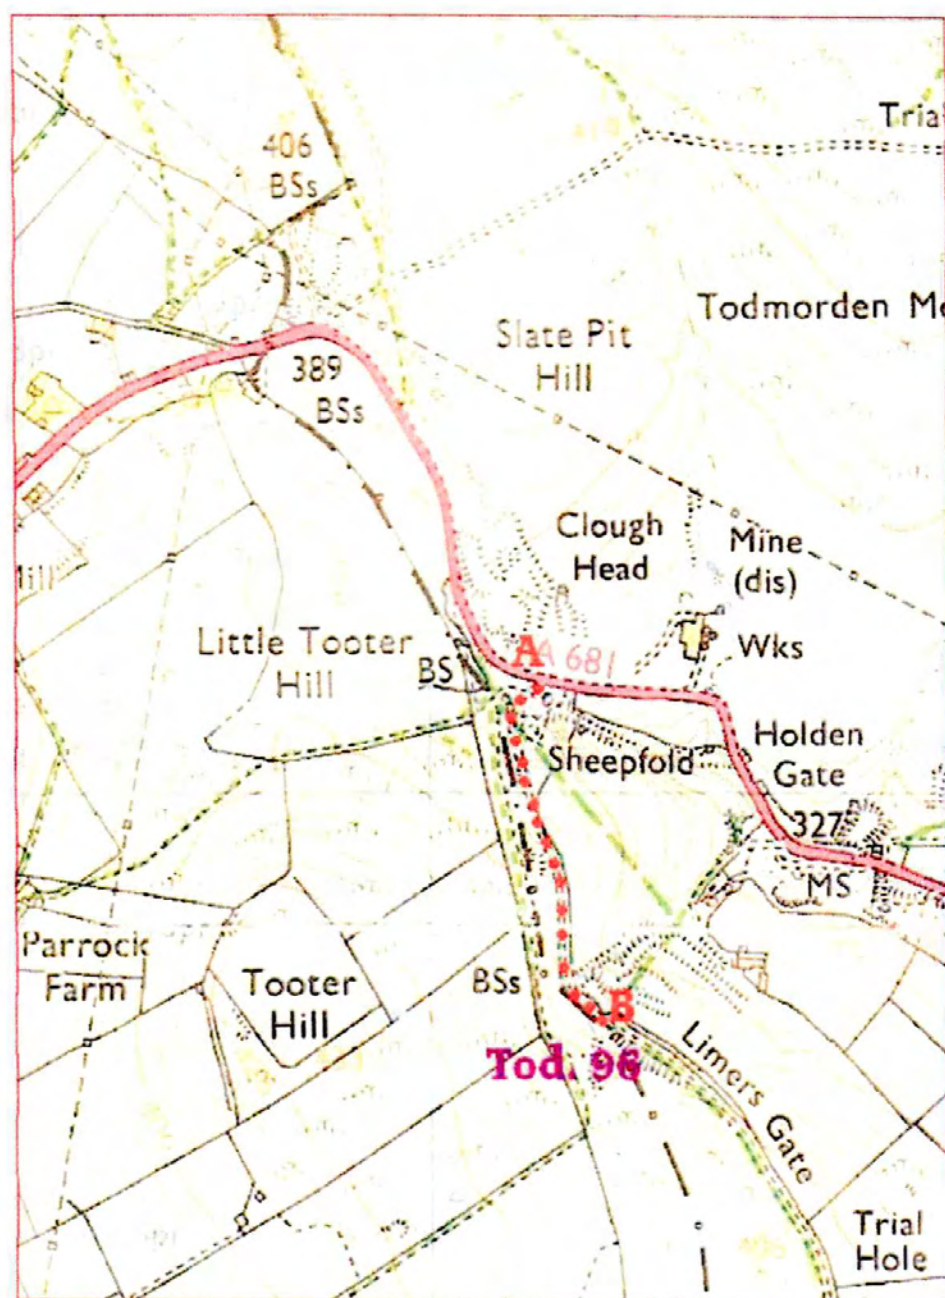 Tria
406
BSs
Todmorden Mo
Slate Pit
Hill
389
BSs
Clough
Head
Mine
(dis)
Wks
Little Tooter
Hill
BS
A
A 681
Sheepfold
Holden
Gate
327
MS
Parrock
Farm
Tooter
Hill
BSs
B
Tod. 96
Limers Gate
Trial
Hole